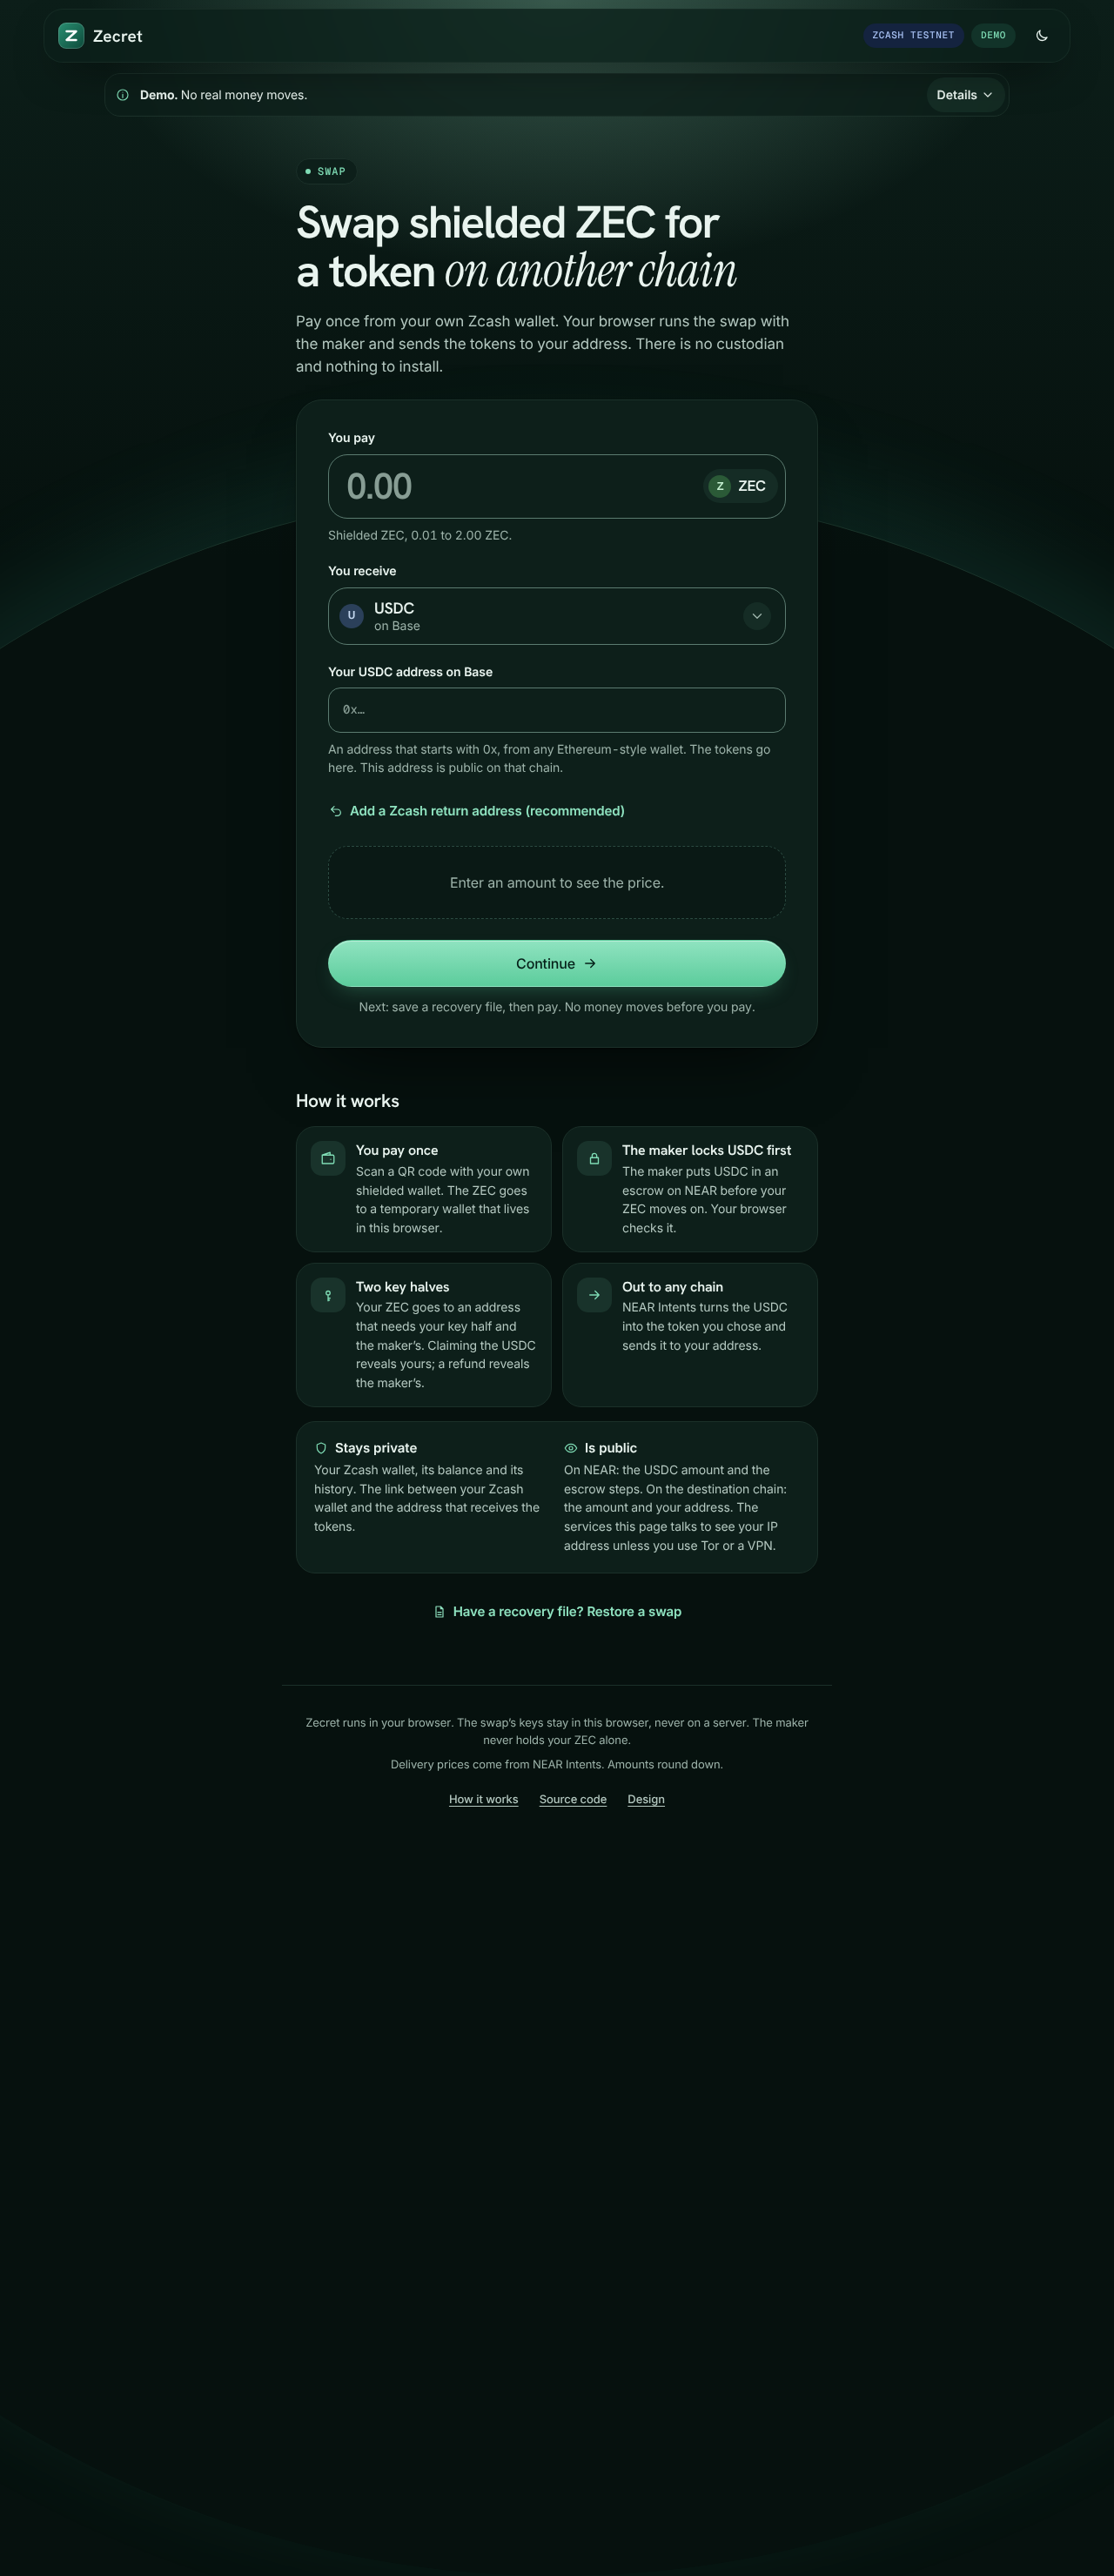 Z Zecret
ZCASH TESTNET
DEMO
Demo. No real money moves.
Details
SWAP
Swap shielded ZEC for
a token on another chain
Pay once from your own Zcash wallet. Your browser runs the swap with
the maker and sends the tokens to your address. There is no custodian
and nothing to install.
You pay
0.00
Z ZEC
Shielded ZEC, 0.01 to 2.00 ZEC.
You receive
U
USDC
on Base
Your USDC address on Base
0x…
An address that starts with 0x, from any Ethereum-style wallet. The tokens go
here. This address is public on that chain.
Add a Zcash return address (recommended)
Enter an amount to see the price.
Continue →
Next: save a recovery file, then pay. No money moves before you pay.
How it works
You pay once
Scan a QR code with your own
shielded wallet. The ZEC goes
to a temporary wallet that lives
in this browser.
The maker locks USDC first
The maker puts USDC in an
escrow on NEAR before your
ZEC moves on. Your browser
checks it.
Two key halves
Your ZEC goes to an address
that needs your key half and
the maker’s. Claiming the USDC
reveals yours; a refund reveals
the maker’s.
Out to any chain
NEAR Intents turns the USDC
into the token you chose and
sends it to your address.
Stays private
Your Zcash wallet, its balance and its
history. The link between your Zcash
wallet and the address that receives the
tokens.
Is public
On NEAR: the USDC amount and the
escrow steps. On the destination chain:
the amount and your address. The
services this page talks to see your IP
address unless you use Tor or a VPN.
Have a recovery file? Restore a swap
Zecret runs in your browser. The swap’s keys stay in this browser, never on a server. The maker
never holds your ZEC alone.
Delivery prices come from NEAR Intents. Amounts round down.
How it works
Source code
Design